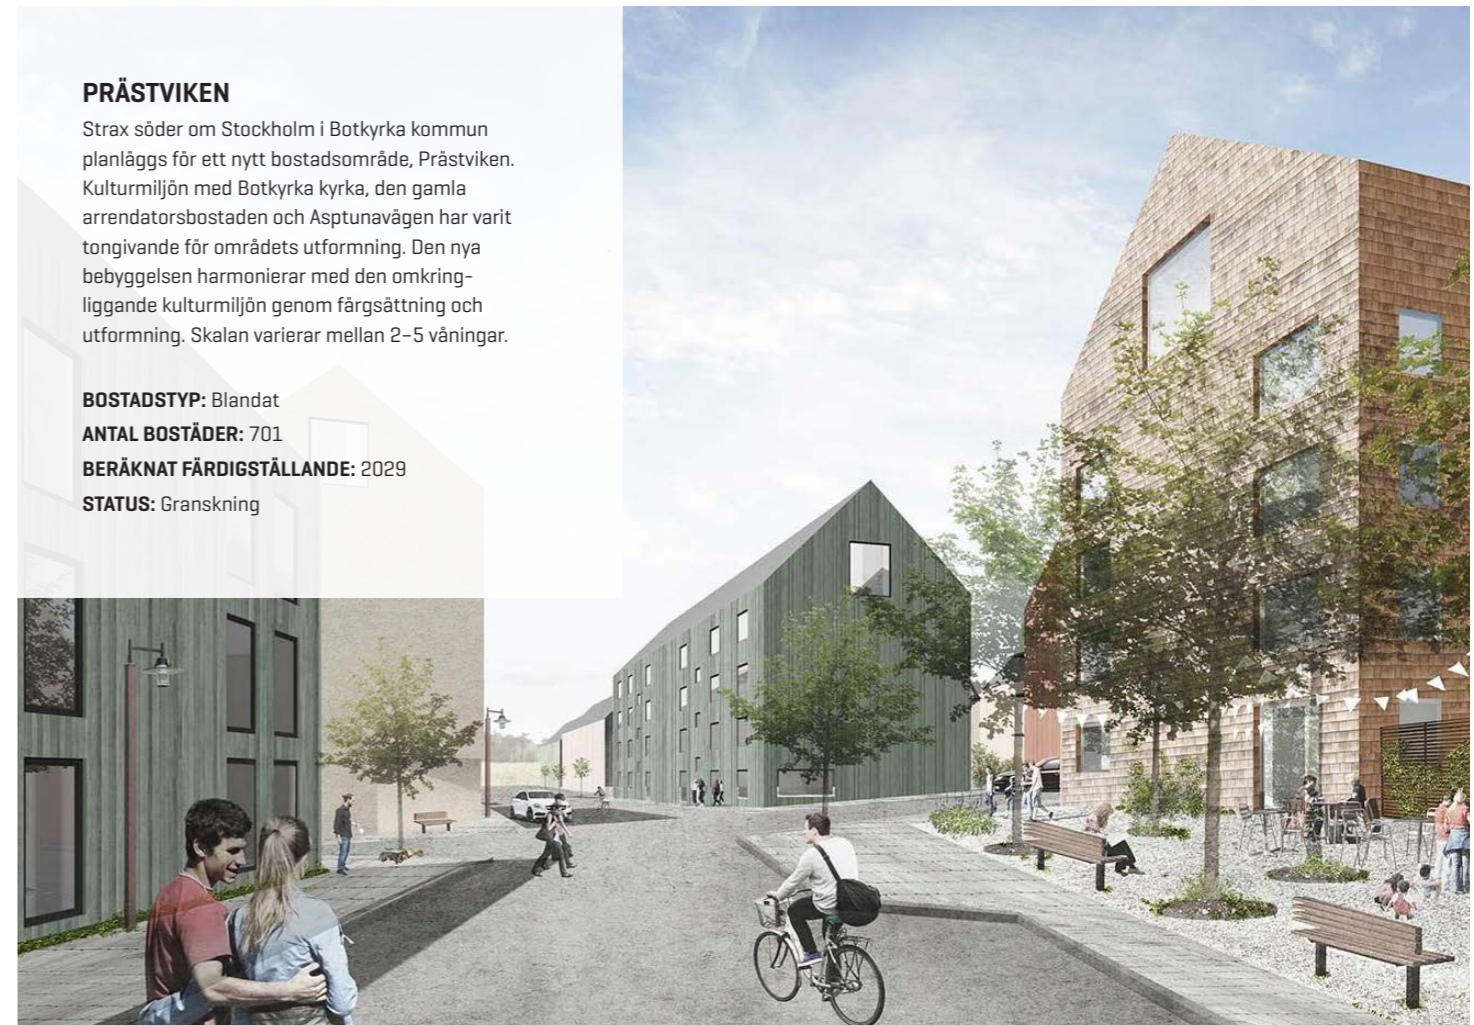 PRÄSTVIKEN
Strax söder om Stockholm i Botkyrka kommun
planläggs för ett nytt bostadsområde, Prästviken.
Kulturmiljön med Botkyrka kyrka, den gamla
arrendatorsbostaden och Asptunavägen har varit
tongivande för områdets utformning. Den nya
bebyggelsen harmonierar med den omkring-
liggande kulturmiljön genom färgsättning och
utformning. Skalan varierar mellan 2–5 våningar.
BOSTADSTYP: Blandat
ANTAL BOSTÄDER: 701
BERÄKNAT FÄRDIGSTÄLLANDE: 2029
STATUS: Granskning